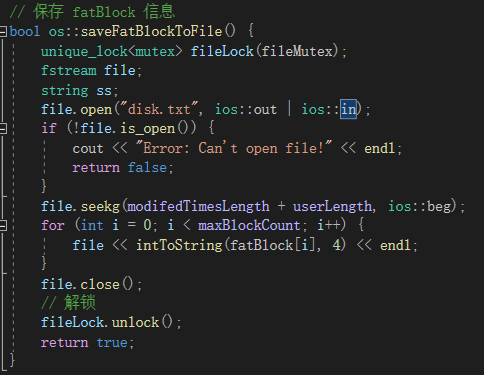 // 保存 fatBlock 信息
bool os::saveFatBlockToFile() {
    unique_lock<mutex> fileLock(fileMutex);
    fstream file;
    string ss;
    file.open("disk.txt", ios::out | ios::in);
    if (!file.is_open()) {
        cout << "Error: Can't open file!" << endl;
        return false;
    }
    file.seekg(modifedTimesLength + userLength, ios::beg);
    for (int i = 0; i < maxBlockCount; i++) {
        file << intToString(fatBlock[i], 4) << endl;
    }
    file.close();
    // 解锁
    fileLock.unlock();
    return true;
}